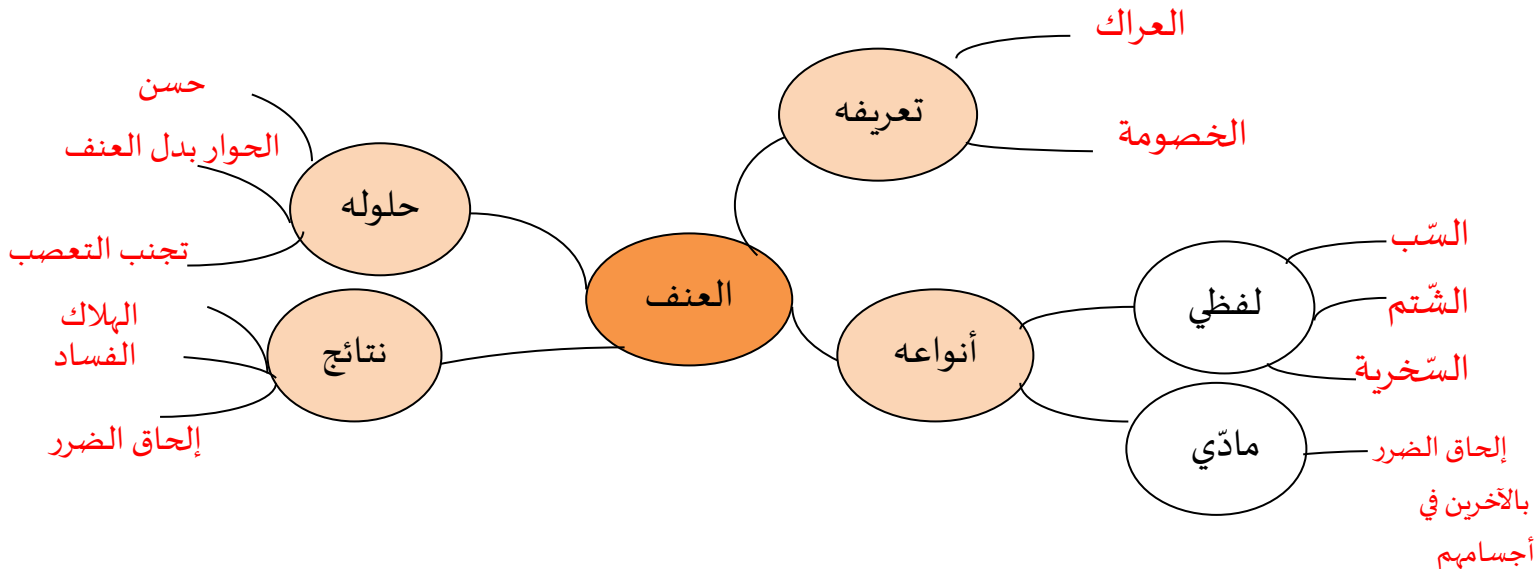 العراك
تعريفه
الخصومة
حسن
الحوار بدل العنف
حلوله
تجنب التعصب
العنف
السّب
لفظي
الشّتم
السّخرية
أنواعه
مادّي
إلحاق الضرر
بالآخرين في
أجسامهم
الهلاك
نتائج
الفساد
إلحاق الضرر